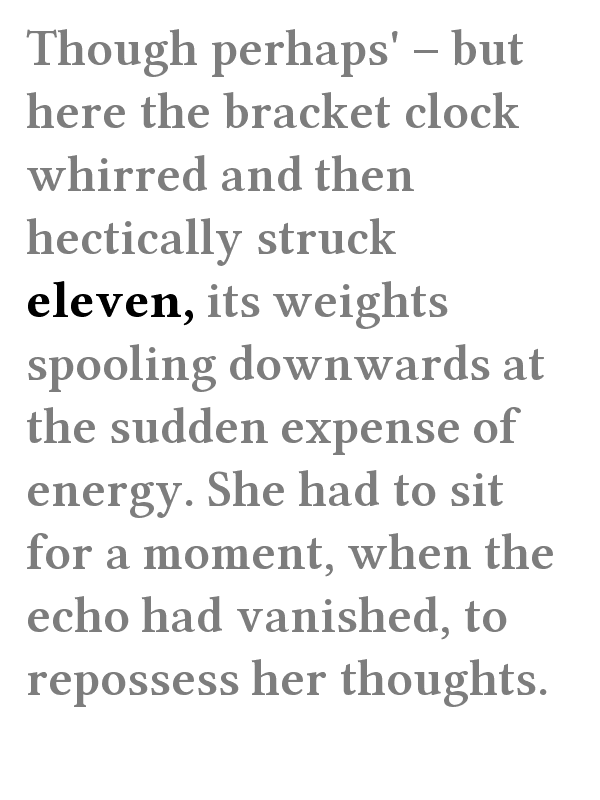 Though perhaps' – but
here the bracket clock
whirred and then
hectically struck
eleven, its weights
spooling downwards at
the sudden expense of
energy. She had to sit
for a moment, when the
echo had vanished, to
repossess her thoughts.